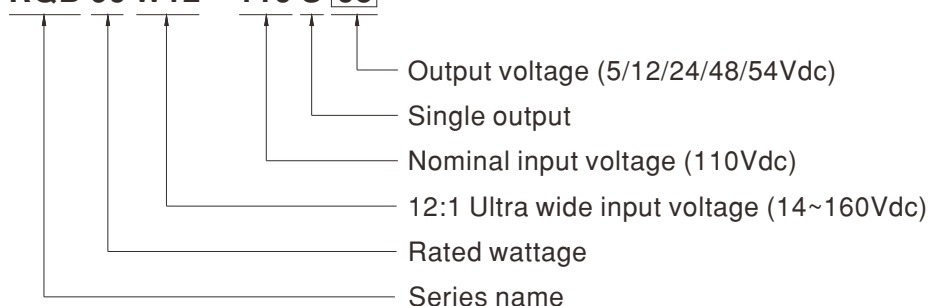 Output voltage (5/12/24/48/54Vdc)
Single output
Nominal input voltage (110Vdc)
12:1 Ultra wide input voltage (14~160Vdc)
Rated wattage
Series name